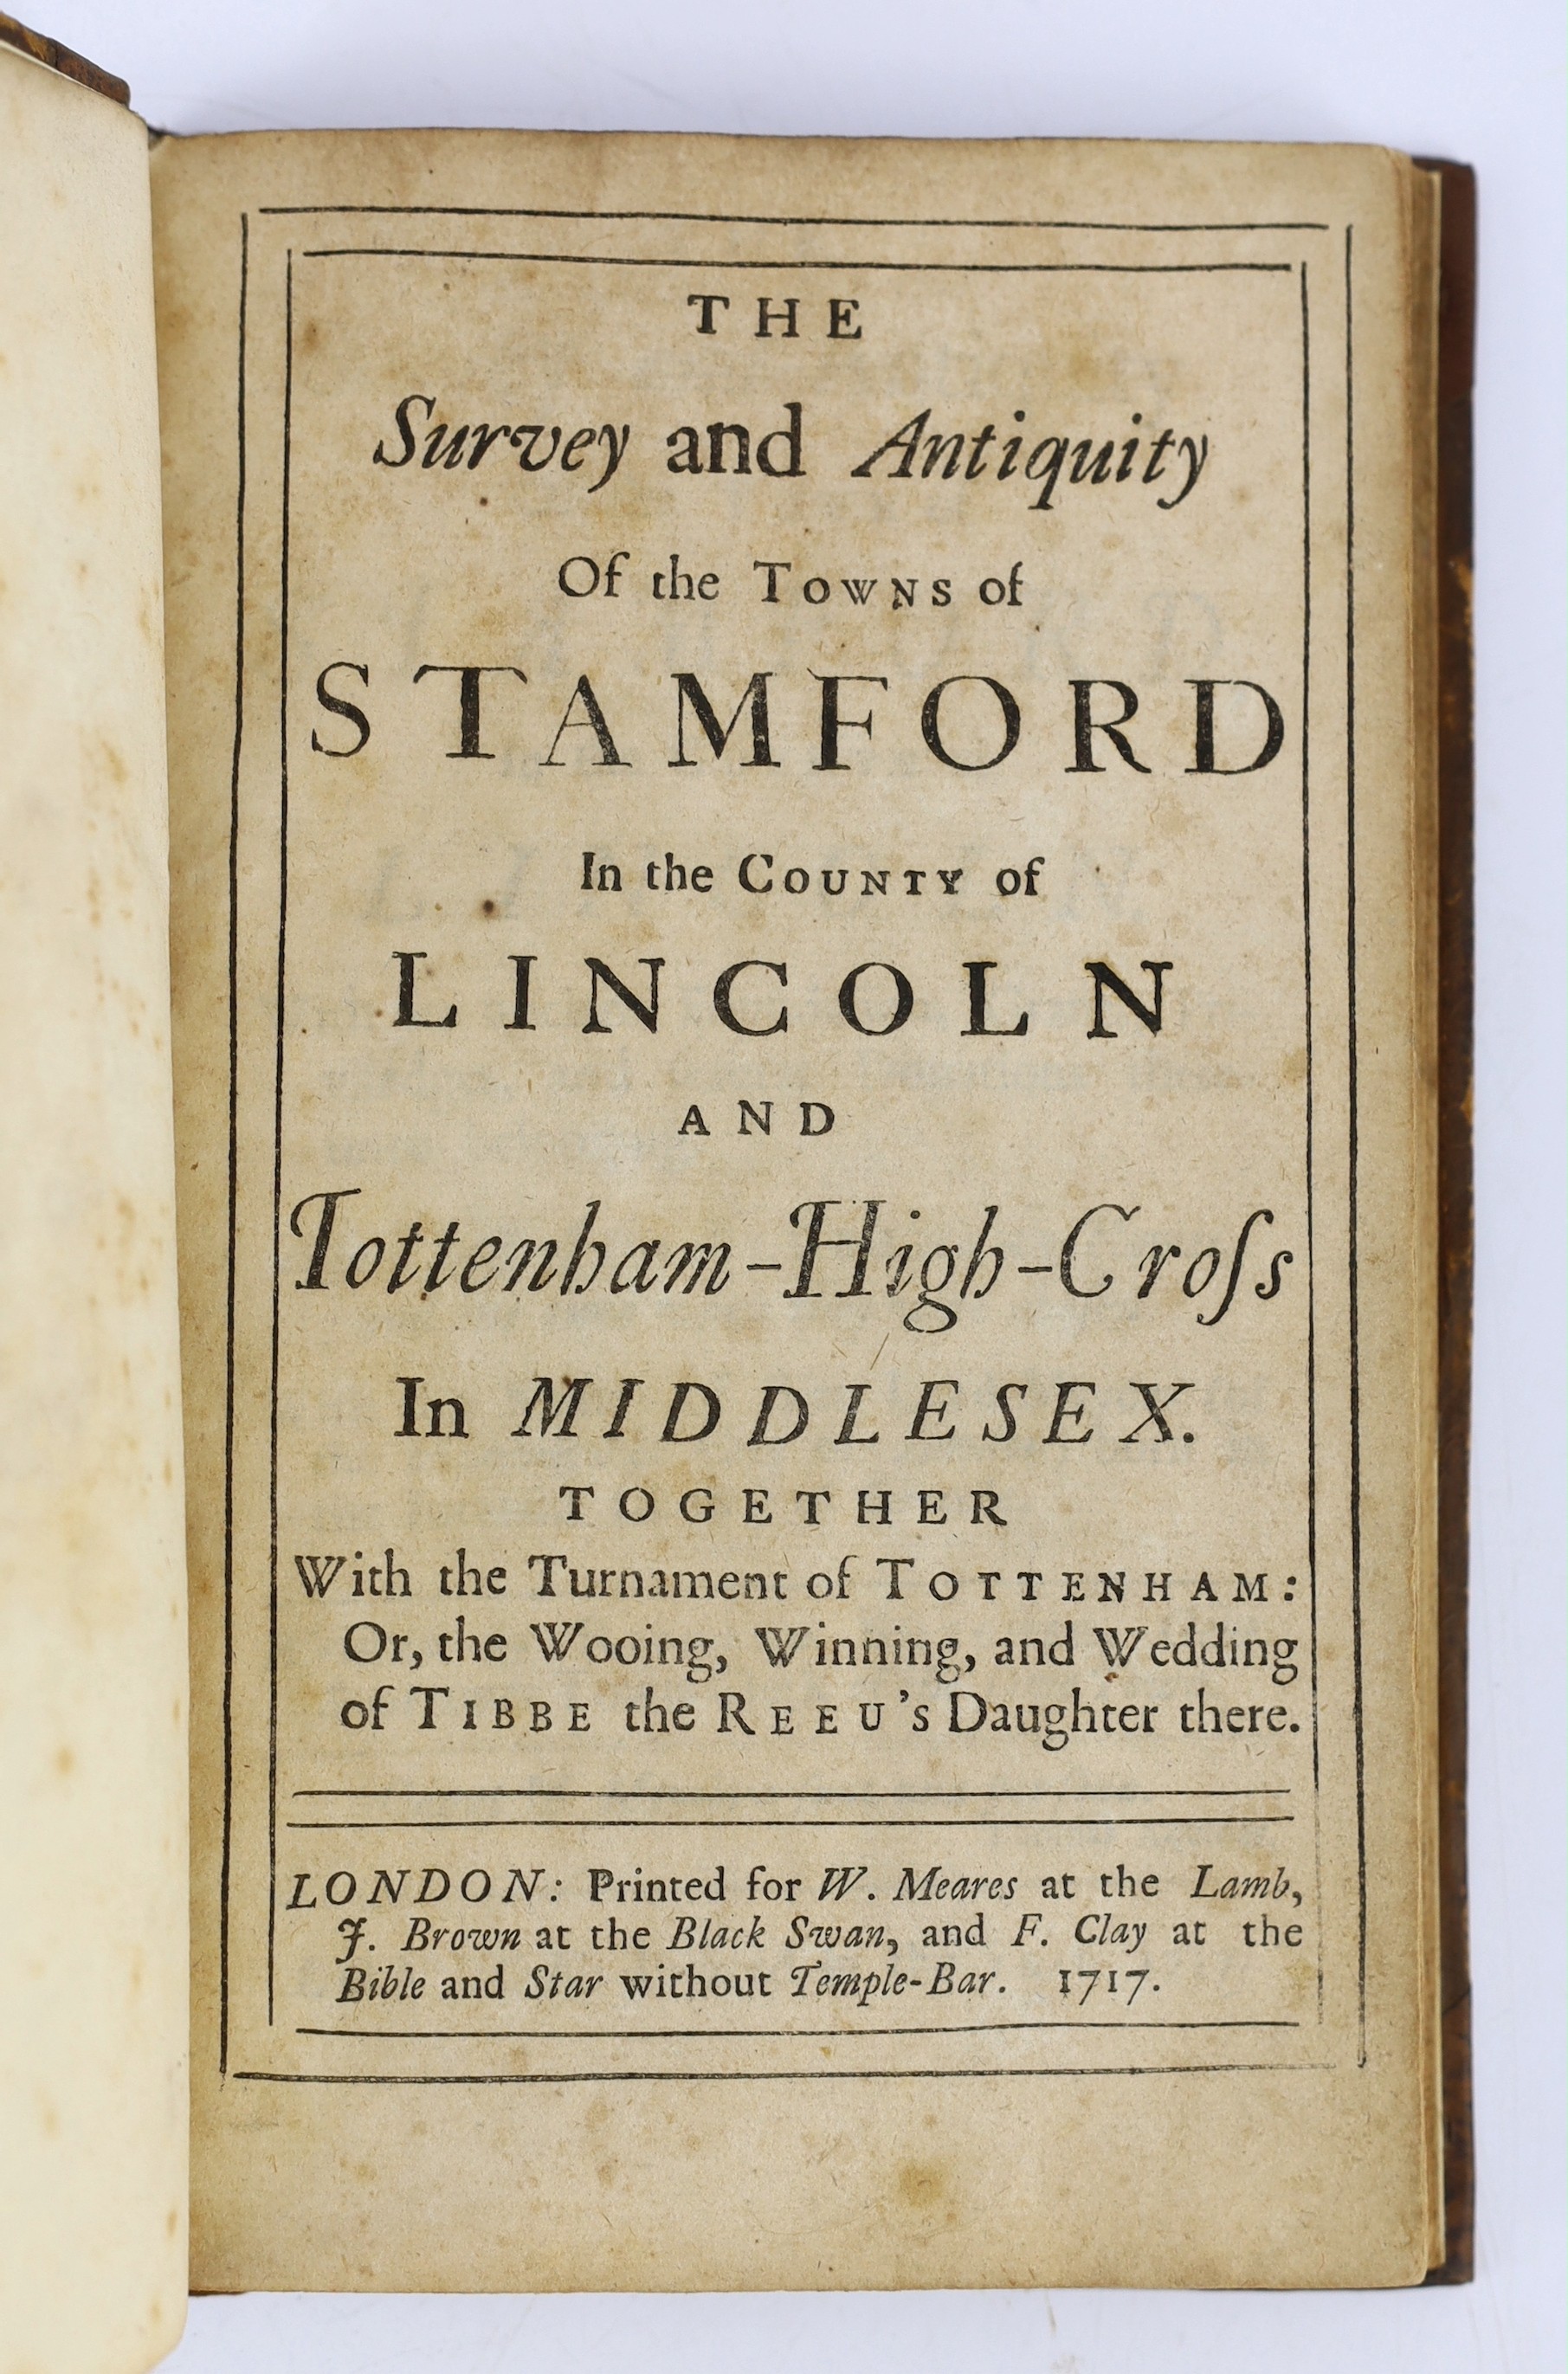 THE
Survey and Antiquity
Of the TOWNS of
STAMFORD
In the COUNTY of
LINCOLN
AND
Tottenham-High-Croſs
In MIDDLESEX.
TOGETHER
With the Turnament of TOTTENHAM:
Or, the Wooing, Winning, and Wedding
of TIBBE the REEU's Daughter there.
LONDON: Printed for W. Meares at the Lamb,
J. Brown at the Black Swan, and F. Clay at the
Bible and Star without Temple-Bar. 1717.